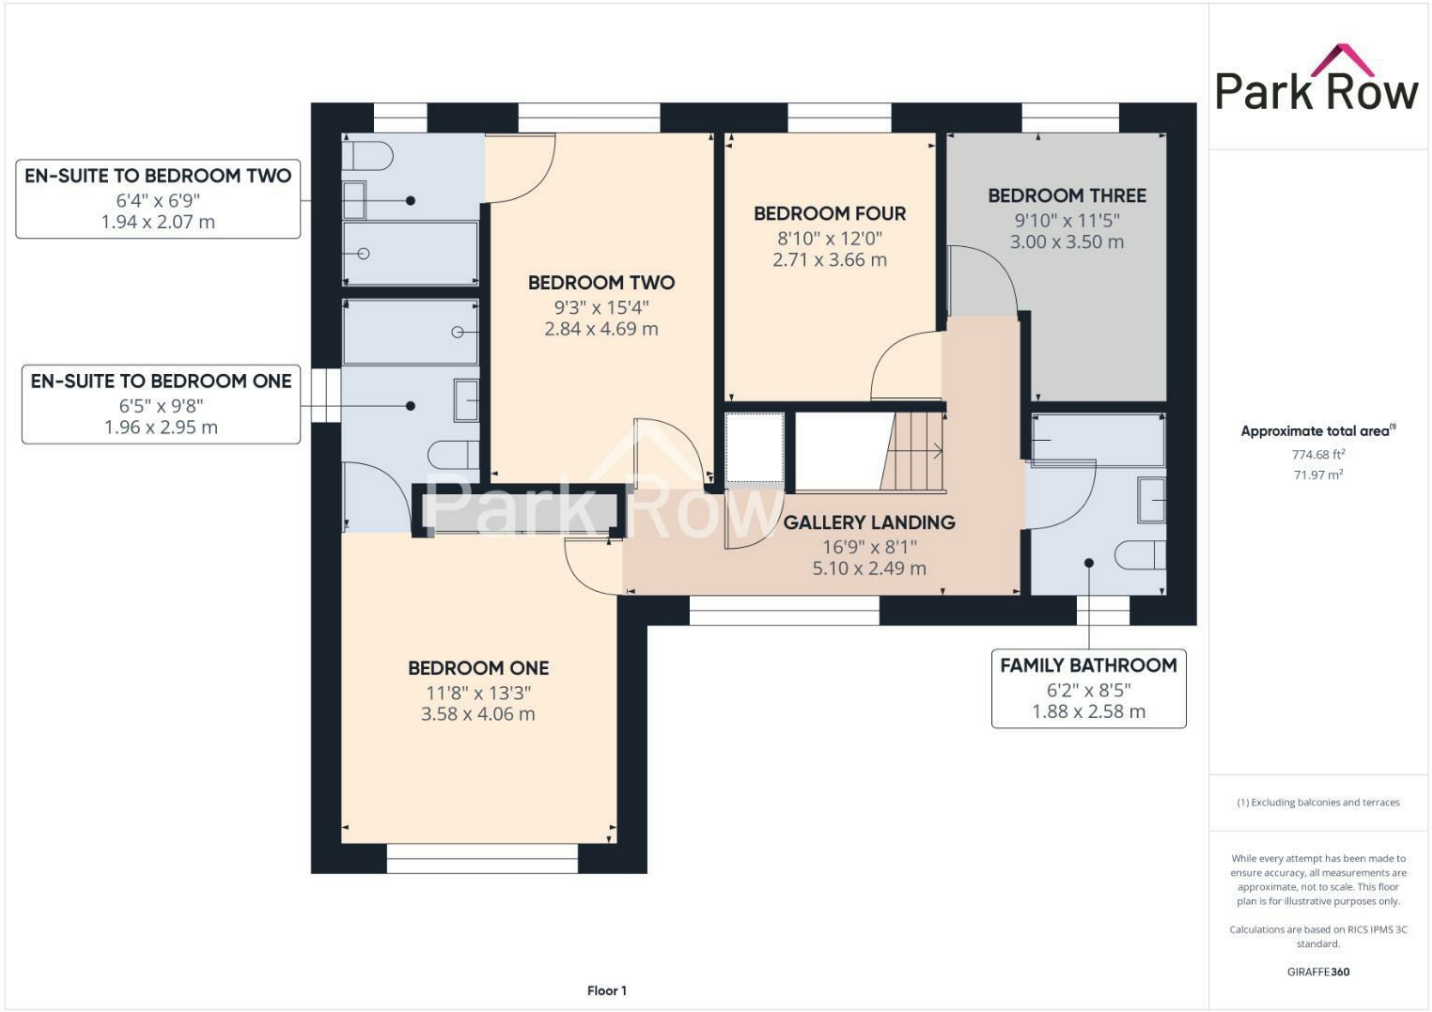 Park Row
EN-SUITE TO BEDROOM TWO
6'4" x 6'9"
1.94 x 2.07 m
BEDROOM TWO
9'3" x 15'4"
2.84 x 4.69 m
BEDROOM FOUR
8'10" x 12'0"
2.71 x 3.66 m
BEDROOM THREE
9'10" x 11'5"
3.00 x 3.50 m
EN-SUITE TO BEDROOM ONE
6'5" x 9'8"
1.96 x 2.95 m
Park Row
GALLERY LANDING
16'9" x 8'1"
5.10 x 2.49 m
BEDROOM ONE
11'8" x 13'3"
3.58 x 4.06 m
FAMILY BATHROOM
6'2" x 8'5"
1.88 x 2.58 m
Floor 1
Approximate total area⁽¹⁾
774.68 ft²
71.97 m²
(1) Excluding balconies and terraces
While every attempt has been made to
ensure accuracy, all measurements are
approximate, not to scale. This floor
plan is for illustrative purposes only.
Calculations are based on RICS IPMS 3C
standard.
GIRAFFE360